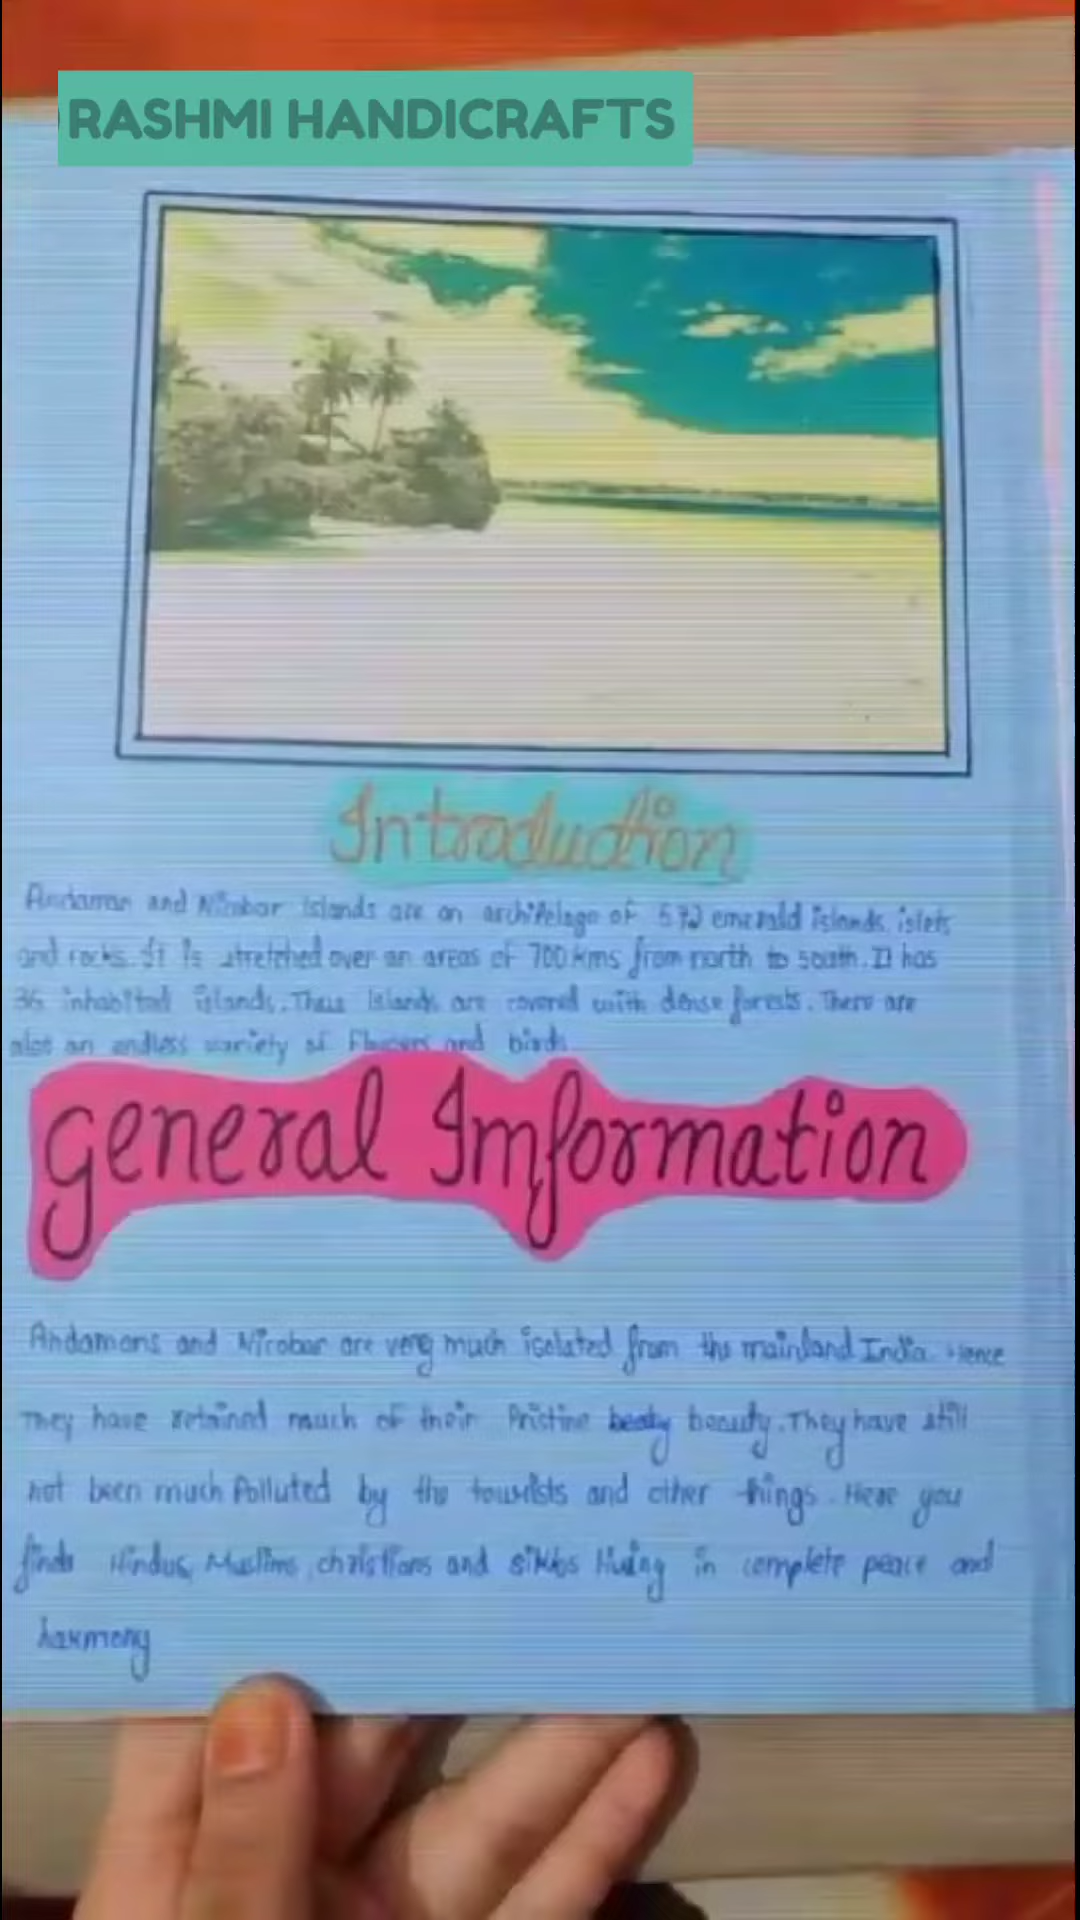 RASHMI HANDICRAFTS
Introduction
Andaman and Nicobar islands are an archipelago of 572 emerald islands, islets
and rocks. It is stretched over an areas of 700 kms from north to south. It has
36 inhabited islands. These islands are covered with dense forests. There are
also an endless variety of flowers and birds
General Imformation
Andamans and Nicobar are very much isolated from the mainland India. Hence
They have retained much of their Pristine beauty. They have still
not been much Polluted by the tourists and other things. Here you
finds Hindus, Muslims, christians and sikhs living in complete peace and
harmony